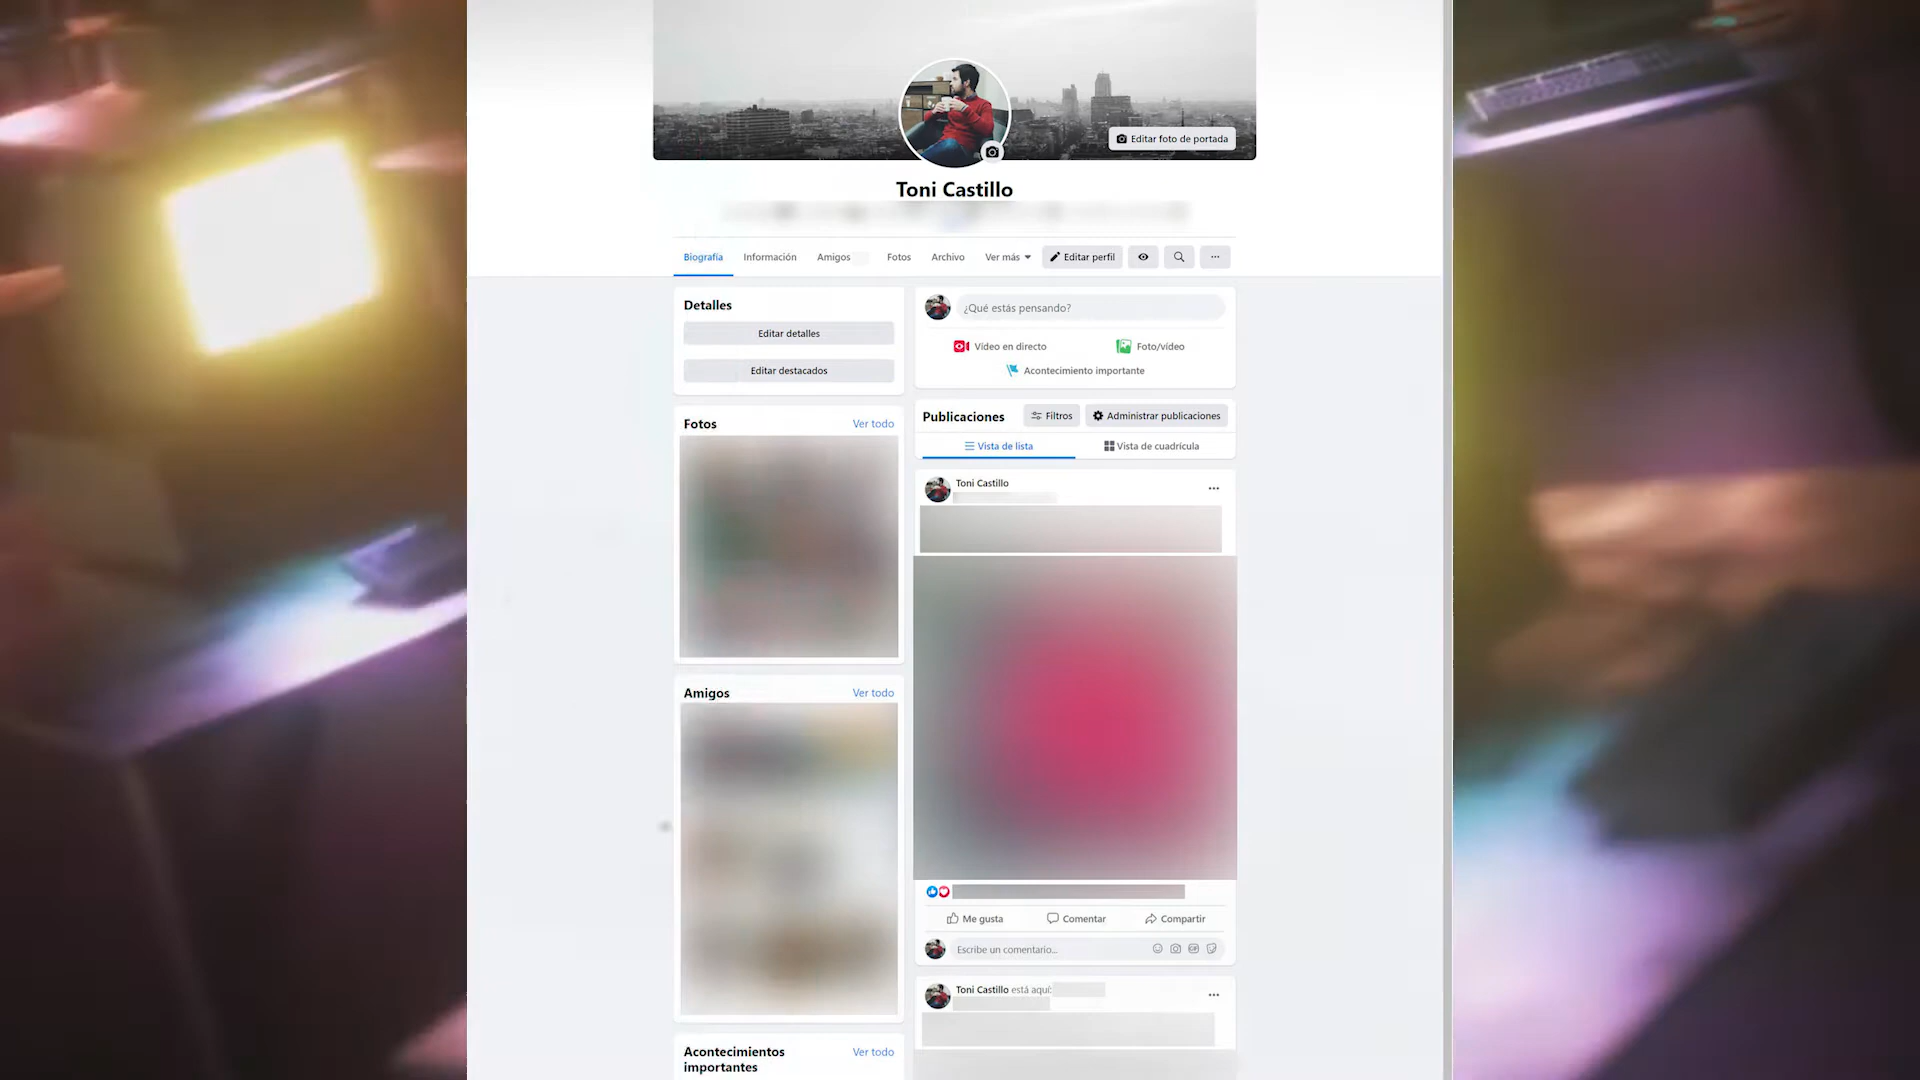 Editar foto de portada
Toni Castillo
Biografía
Información
Amigos
Fotos
Archivo
Ver más
Editar perfil
Detalles
Editar detalles
Editar destacados
Fotos
Ver todo
Amigos
Ver todo
Acontecimientos
importantes
Ver todo
¿Qué estás pensando?
Vídeo en directo
Foto/vídeo
Acontecimiento importante
Publicaciones
Filtros
Administrar publicaciones
Vista de lista
Vista de cuadrícula
Toni Castillo
Me gusta
Comentar
Compartir
Escribe un comentario...
Toni Castillo está aquí: